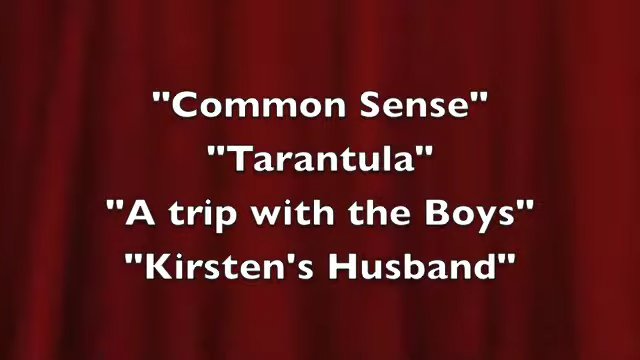 "Common Sense"
"Tarantula"
"A trip with the Boys"
"Kirsten's Husband"